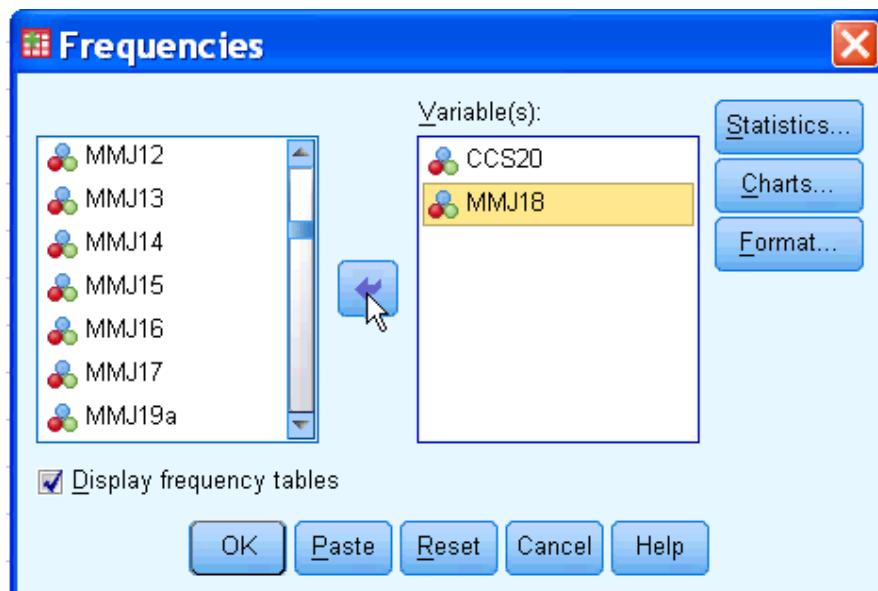 Frequencies
MMJ12
MMJ13
MMJ14
MMJ15
MMJ16
MMJ17
MMJ19a
Variable(s):
CCS20
MMJ18
Statistics...
Charts...
Format...
Display frequency tables
OK
Paste
Reset
Cancel
Help